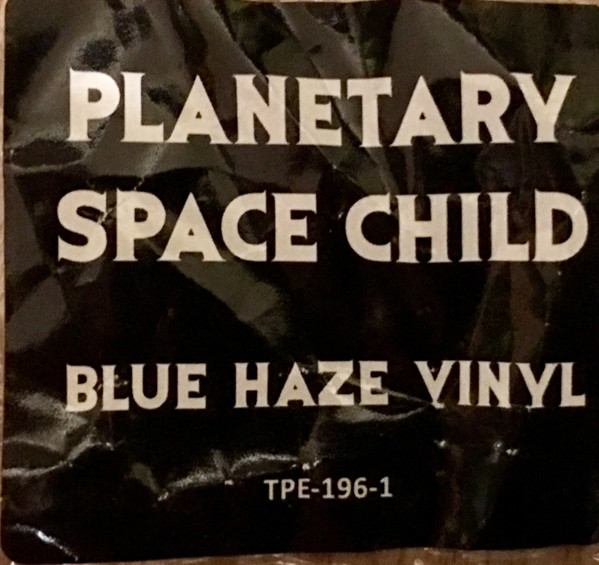 PLANETARY
SPACE CHILD
BLUE HAZE VINYL
TPE-196-1